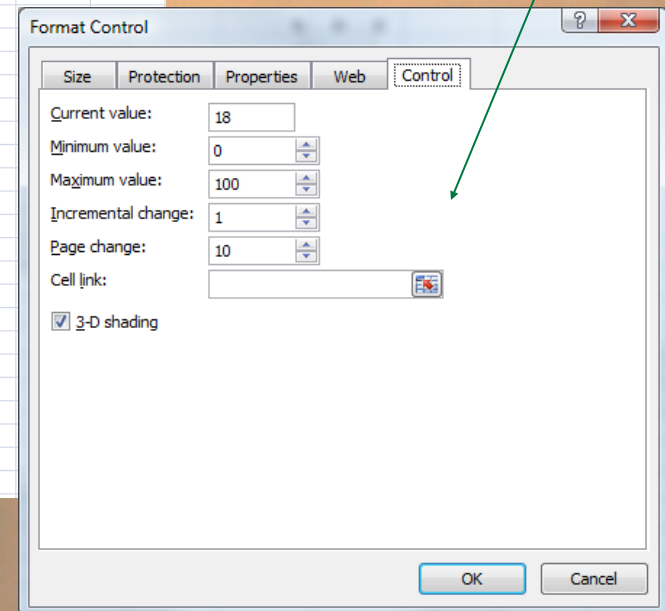 Format Control
?
X
Size Protection Properties Web Control
Current value: 18
Minimum value: 0
Maximum value: 100
Incremental change: 1
Page change: 10
Cell link:
3-D shading
OK Cancel